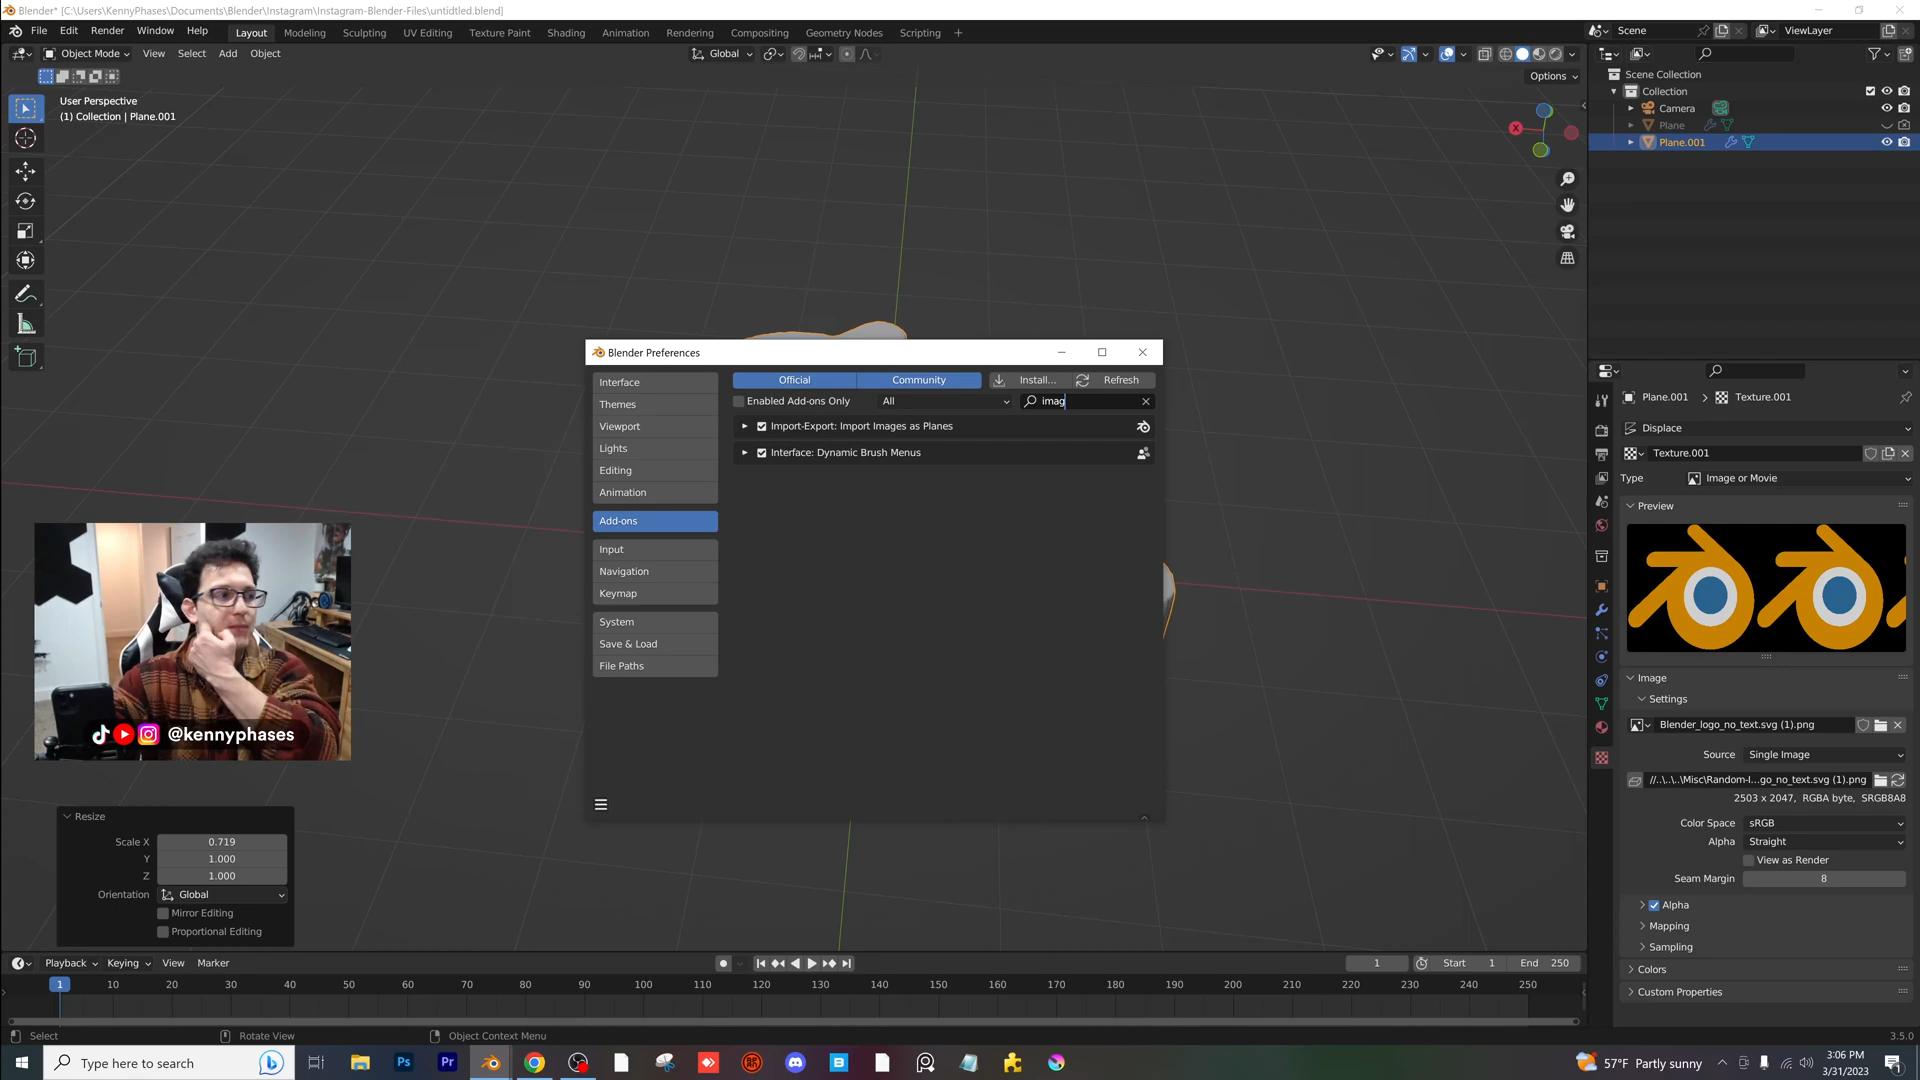 Blender* [C:\Users\KennyPhases\Documents\Blender\Instagram\Instagram-Blender-Files\untidtled.blend]
File Edit Render Window Help Layout Modeling Sculpting UV Editing Texture Paint Shading Animation Rendering Compositing Geometry Nodes Scripting + Scene ViewLayer
Object Mode View Select Add Object Global
Options
User Perspective
(1) Collection | Plane.001
X
Scene Collection
Collection
Camera
Plane
Plane.001
Blender Preferences
Interface
Themes
Viewport
Lights
Editing
Animation
Add-ons
Input
Navigation
Keymap
System
Save & Load
File Paths
Official Community Install... Refresh
Enabled Add-ons Only All imag
Import-Export: Import Images as Planes
Interface: Dynamic Brush Menus
Plane.001 Texture.001
Displace
Texture.001
Type Image or Movie
Preview
Image
Settings
Blender_logo_no_text.svg (1).png
Source Single Image
//..\..\..\Misc\Random-I...go_no_text.svg (1).png
2503 x 2047, RGBA byte, SRGB8A8
Color Space sRGB
Alpha Straight
View as Render
Seam Margin 8
Alpha
Mapping
Sampling
Colors
Custom Properties
@kennyphases
Resize
Scale X 0.719
Y 1.000
Z 1.000
Orientation Global
Mirror Editing
Proportional Editing
Playback Keying View Marker 1 Start 1 End 250
1 10 20 30 40 50 60 70 80 90 100 110 120 130 140 150 160 170 180 190 200 210 220 230 240 250
Select Rotate View Object Context Menu 3.5.0
Type here to search
Ps Pr
57°F Partly sunny
3:06 PM
3/31/2023
1